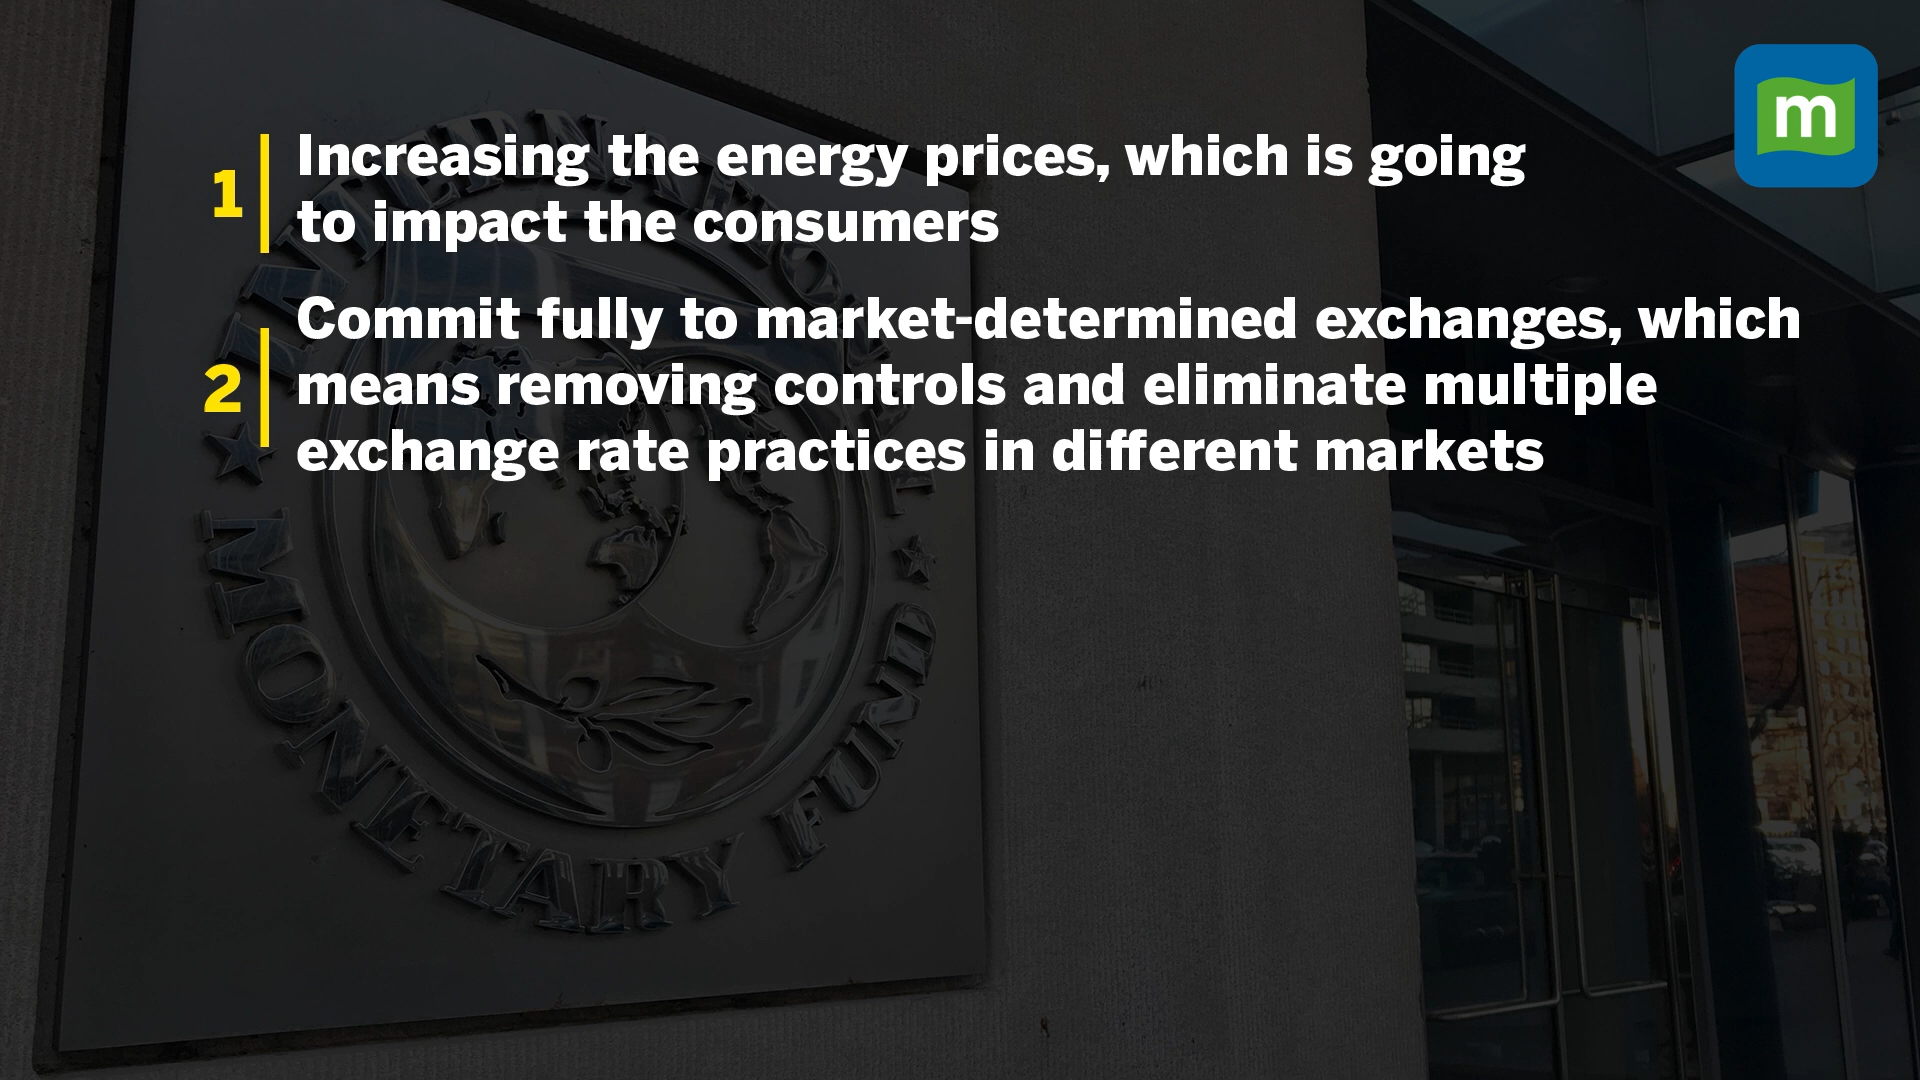 m
1
Increasing the energy prices, which is going
to impact the consumers
2
Commit fully to market-determined exchanges, which
means removing controls and eliminate multiple
exchange rate practices in different markets
INTERNATIONAL
MONETARY FUND